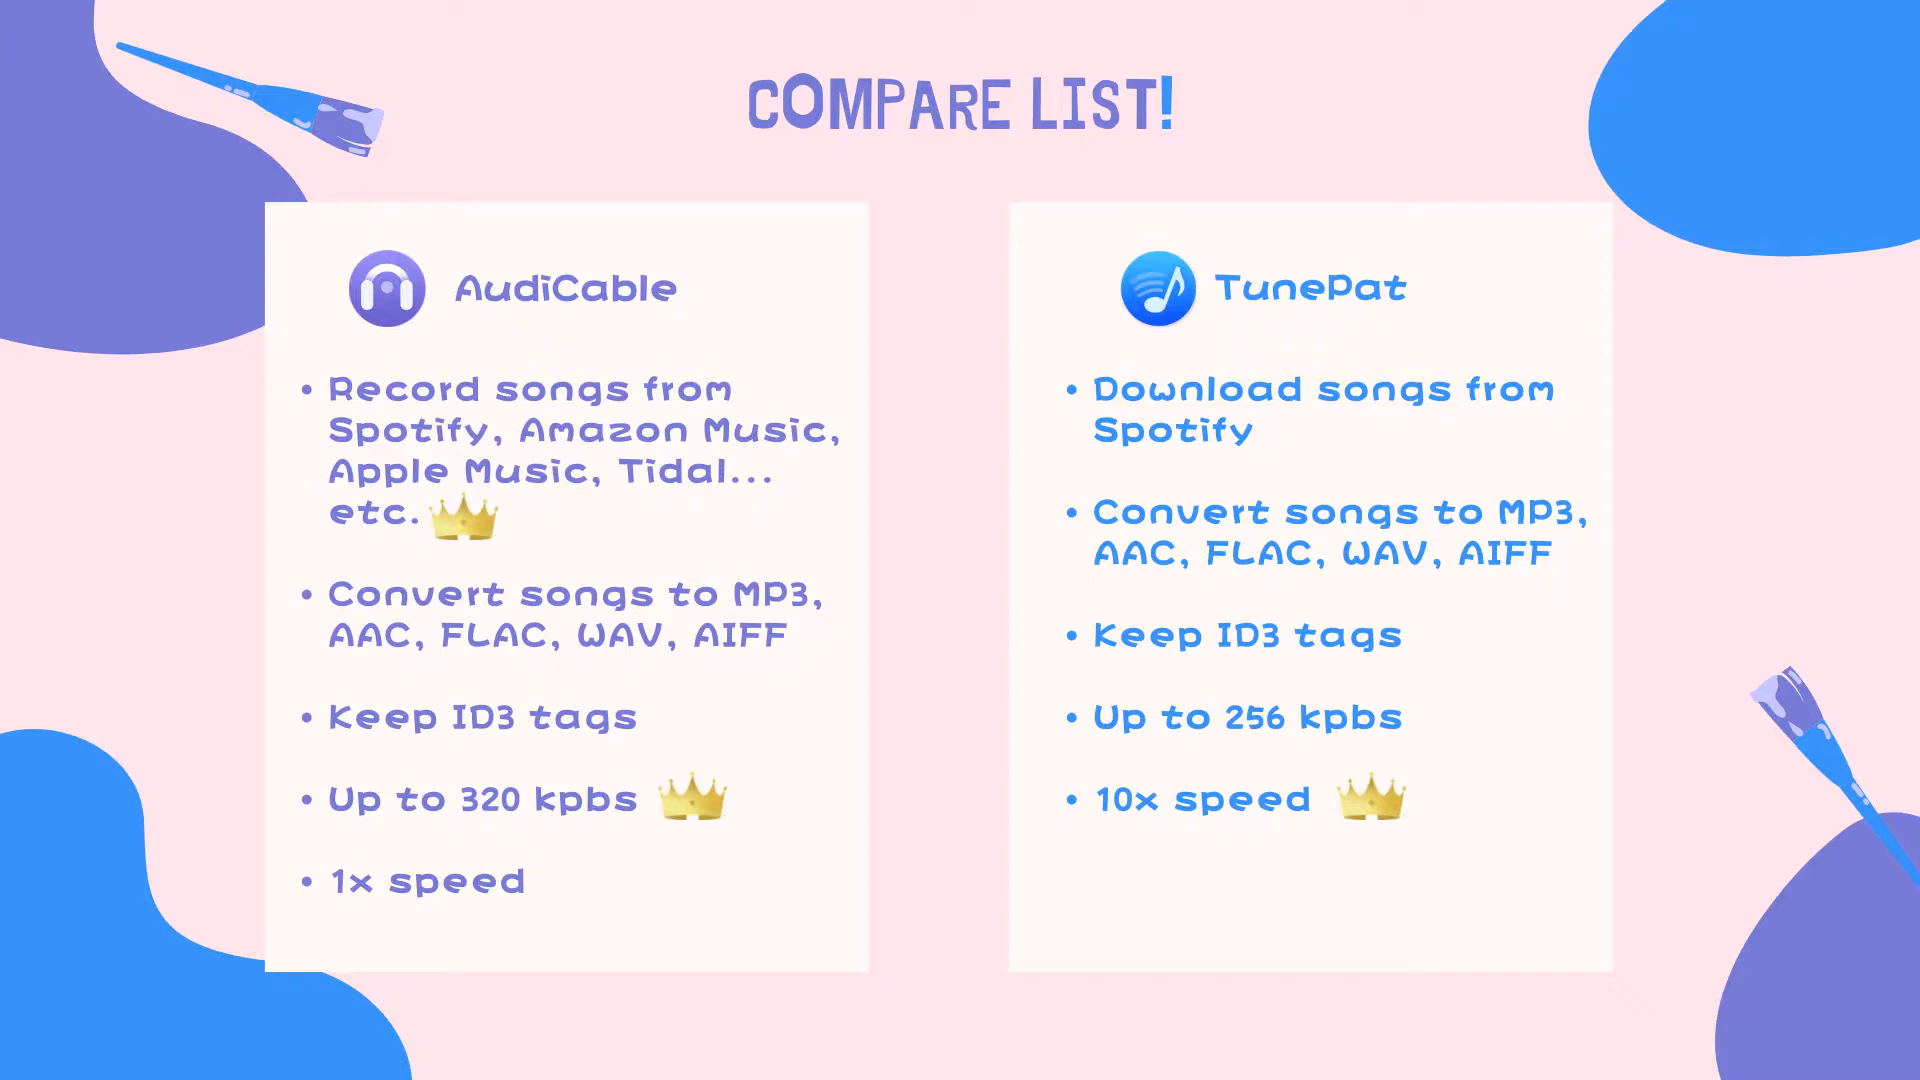 COMPARE LIST!
AudiCable
• Record songs from
Spotify, Amazon Music,
Apple Music, Tidal...
etc.
• Convert songs to MP3,
AAC, FLAC, WAV, AIFF
• Keep ID3 tags
• Up to 320 kpbs
• 1x speed
TunePat
• Download songs from
Spotify
• Convert songs to MP3,
AAC, FLAC, WAV, AIFF
• Keep ID3 tags
• Up to 256 kpbs
• 10x speed